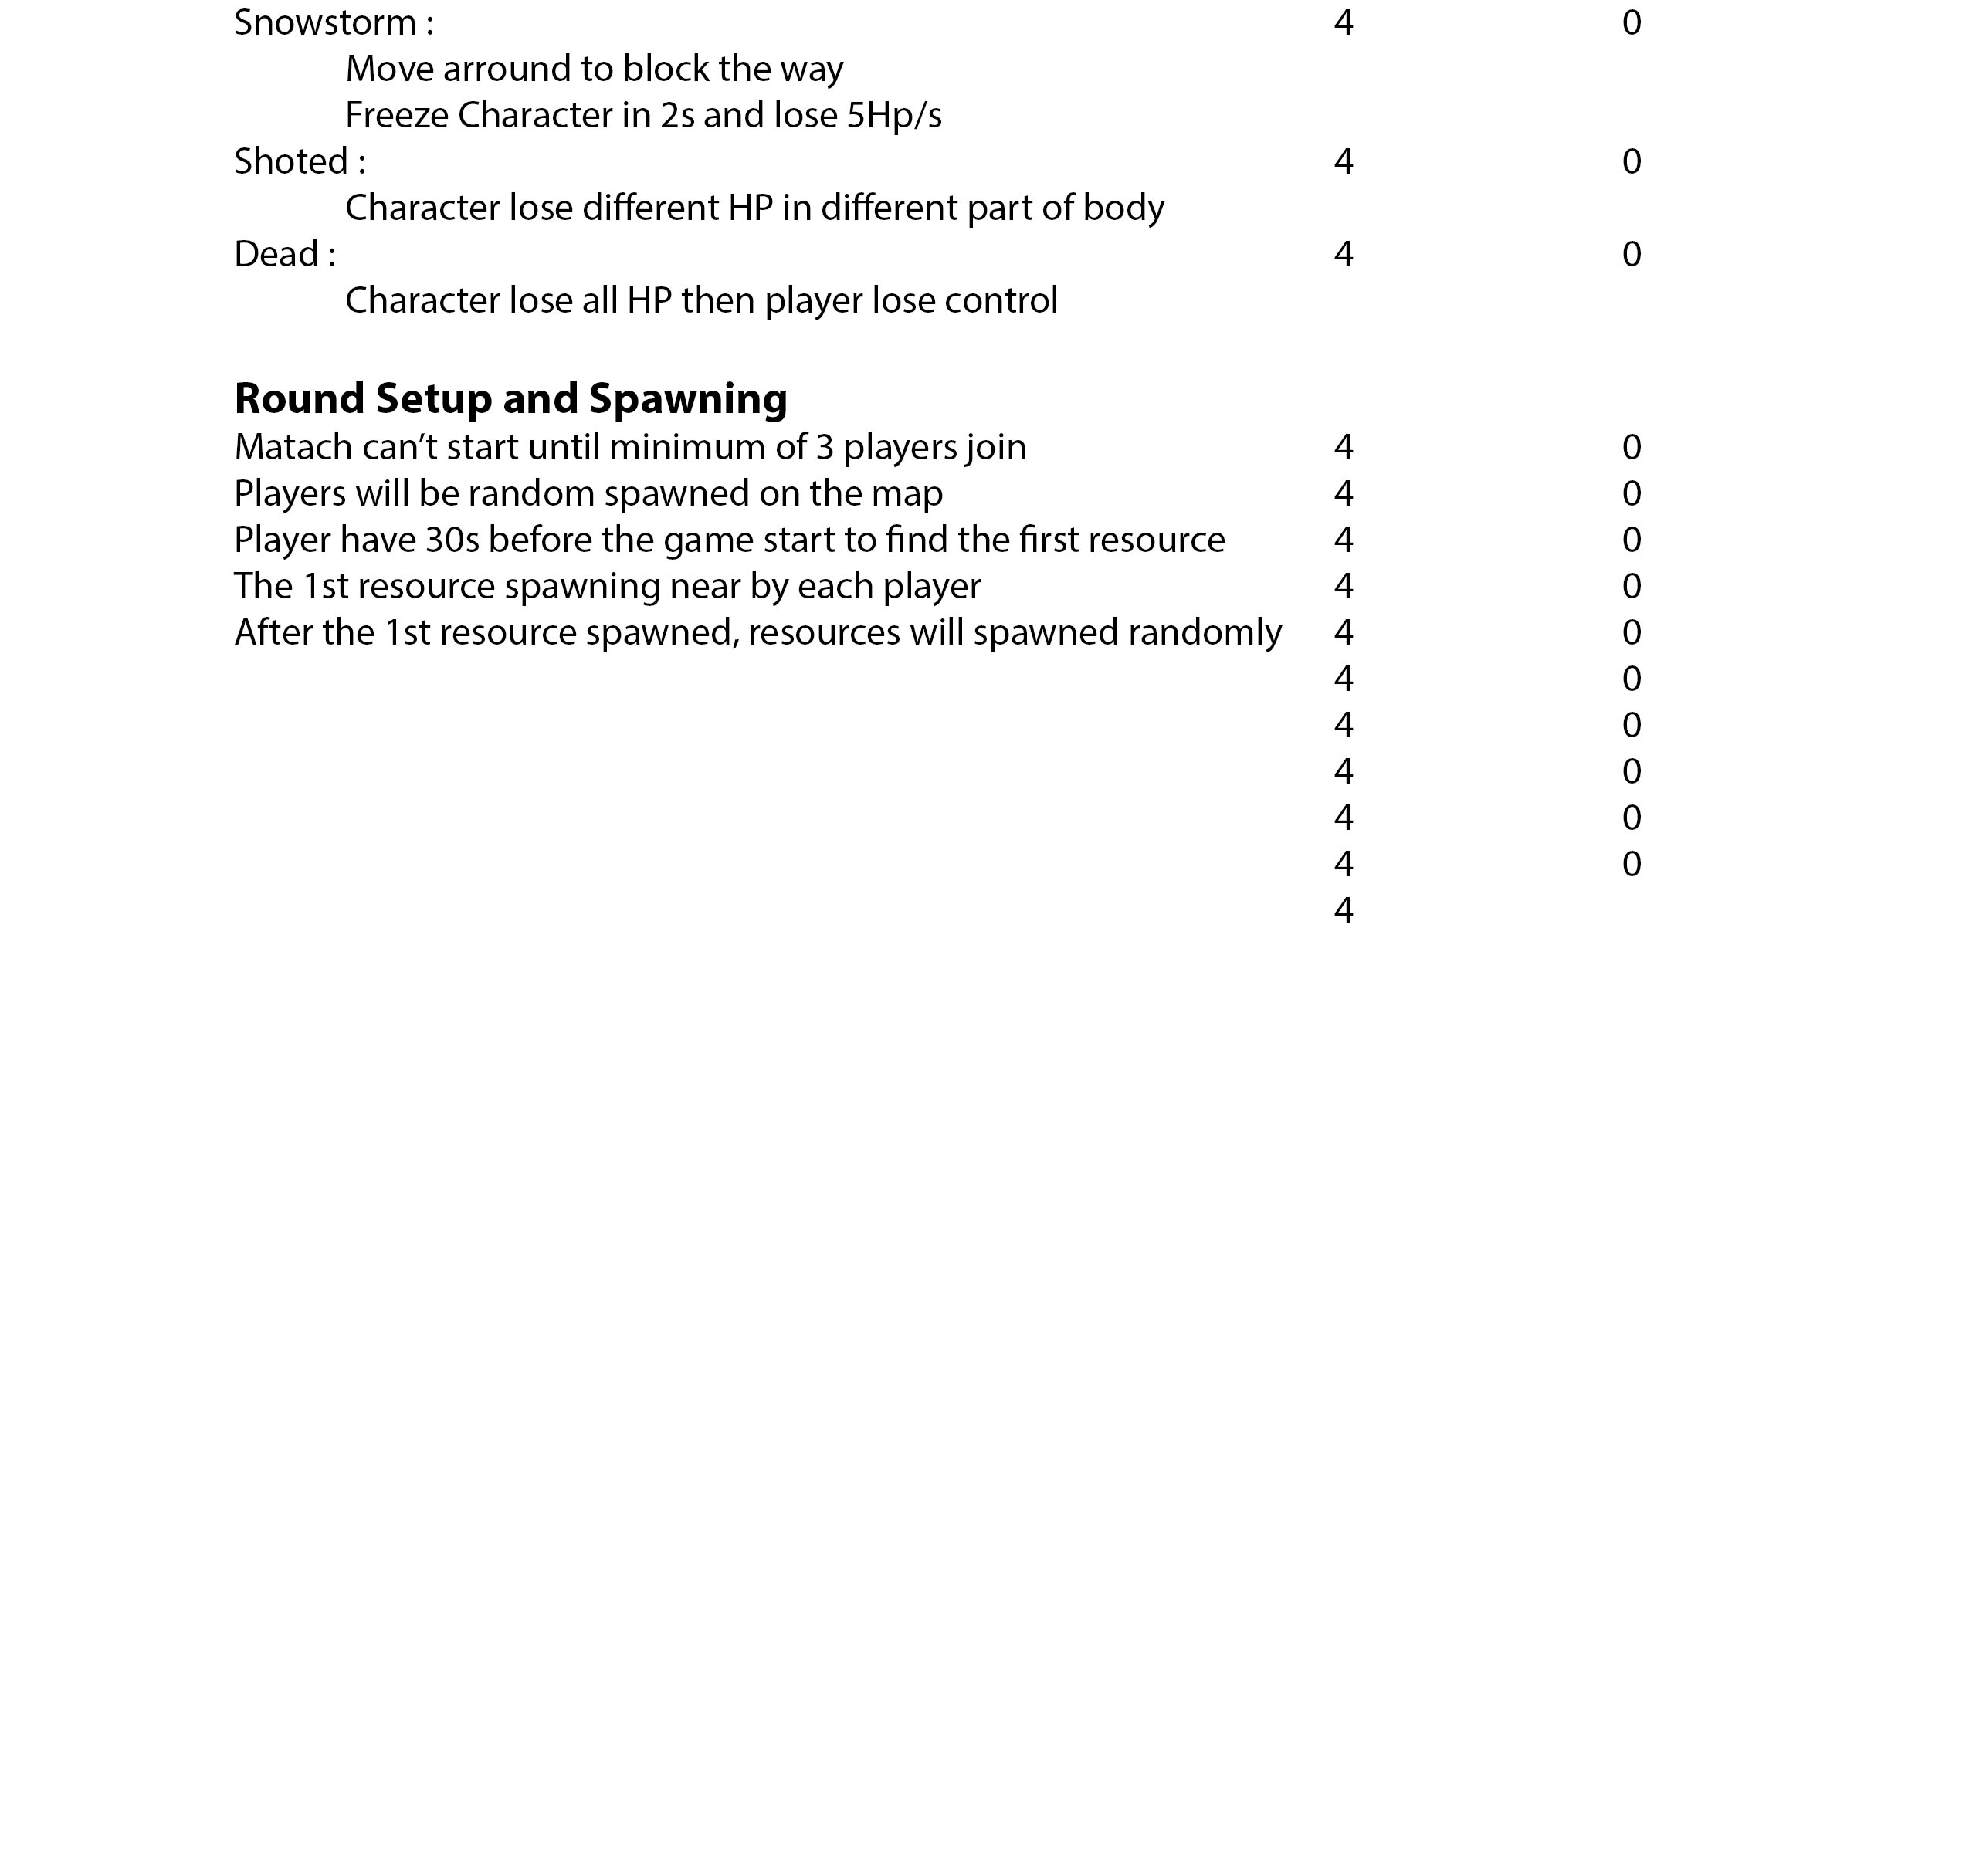 Snowstorm : 4 0
Move arround to block the way
Freeze Character in 2s and lose 5Hp/s
Shoted : 4 0
Character lose different HP in different part of body
Dead : 4 0
Character lose all HP then player lose control
Round Setup and Spawning
Matach can’t start until minimum of 3 players join 4 0
Players will be random spawned on the map 4 0
Player have 30s before the game start to find the first resource 4 0
The 1st resource spawning near by each player 4 0
After the 1st resource spawned, resources will spawned randomly 4 0
4 0
4 0
4 0
4 0
4 0
4